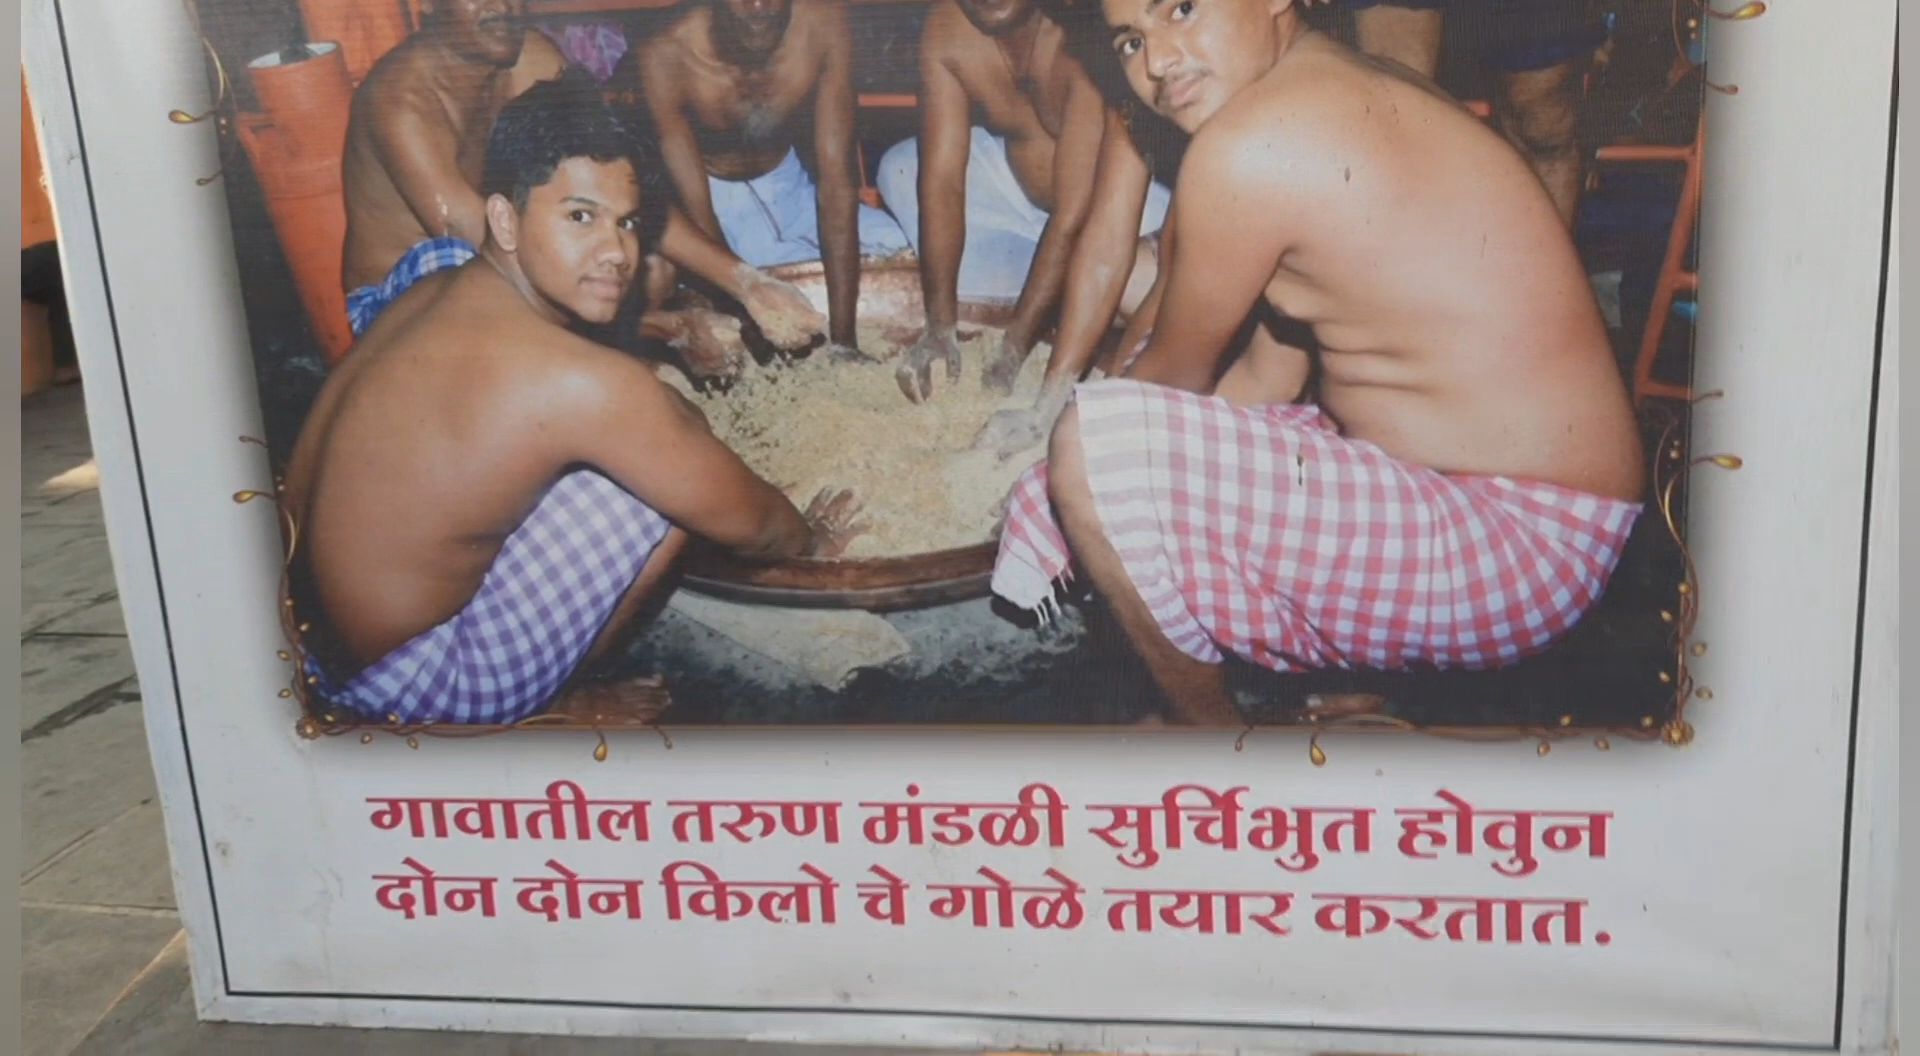 गावातील तरुण मंडळी सुर्चिभुत होवुन
दोन दोन किलो चे गोळे तयार करतात.